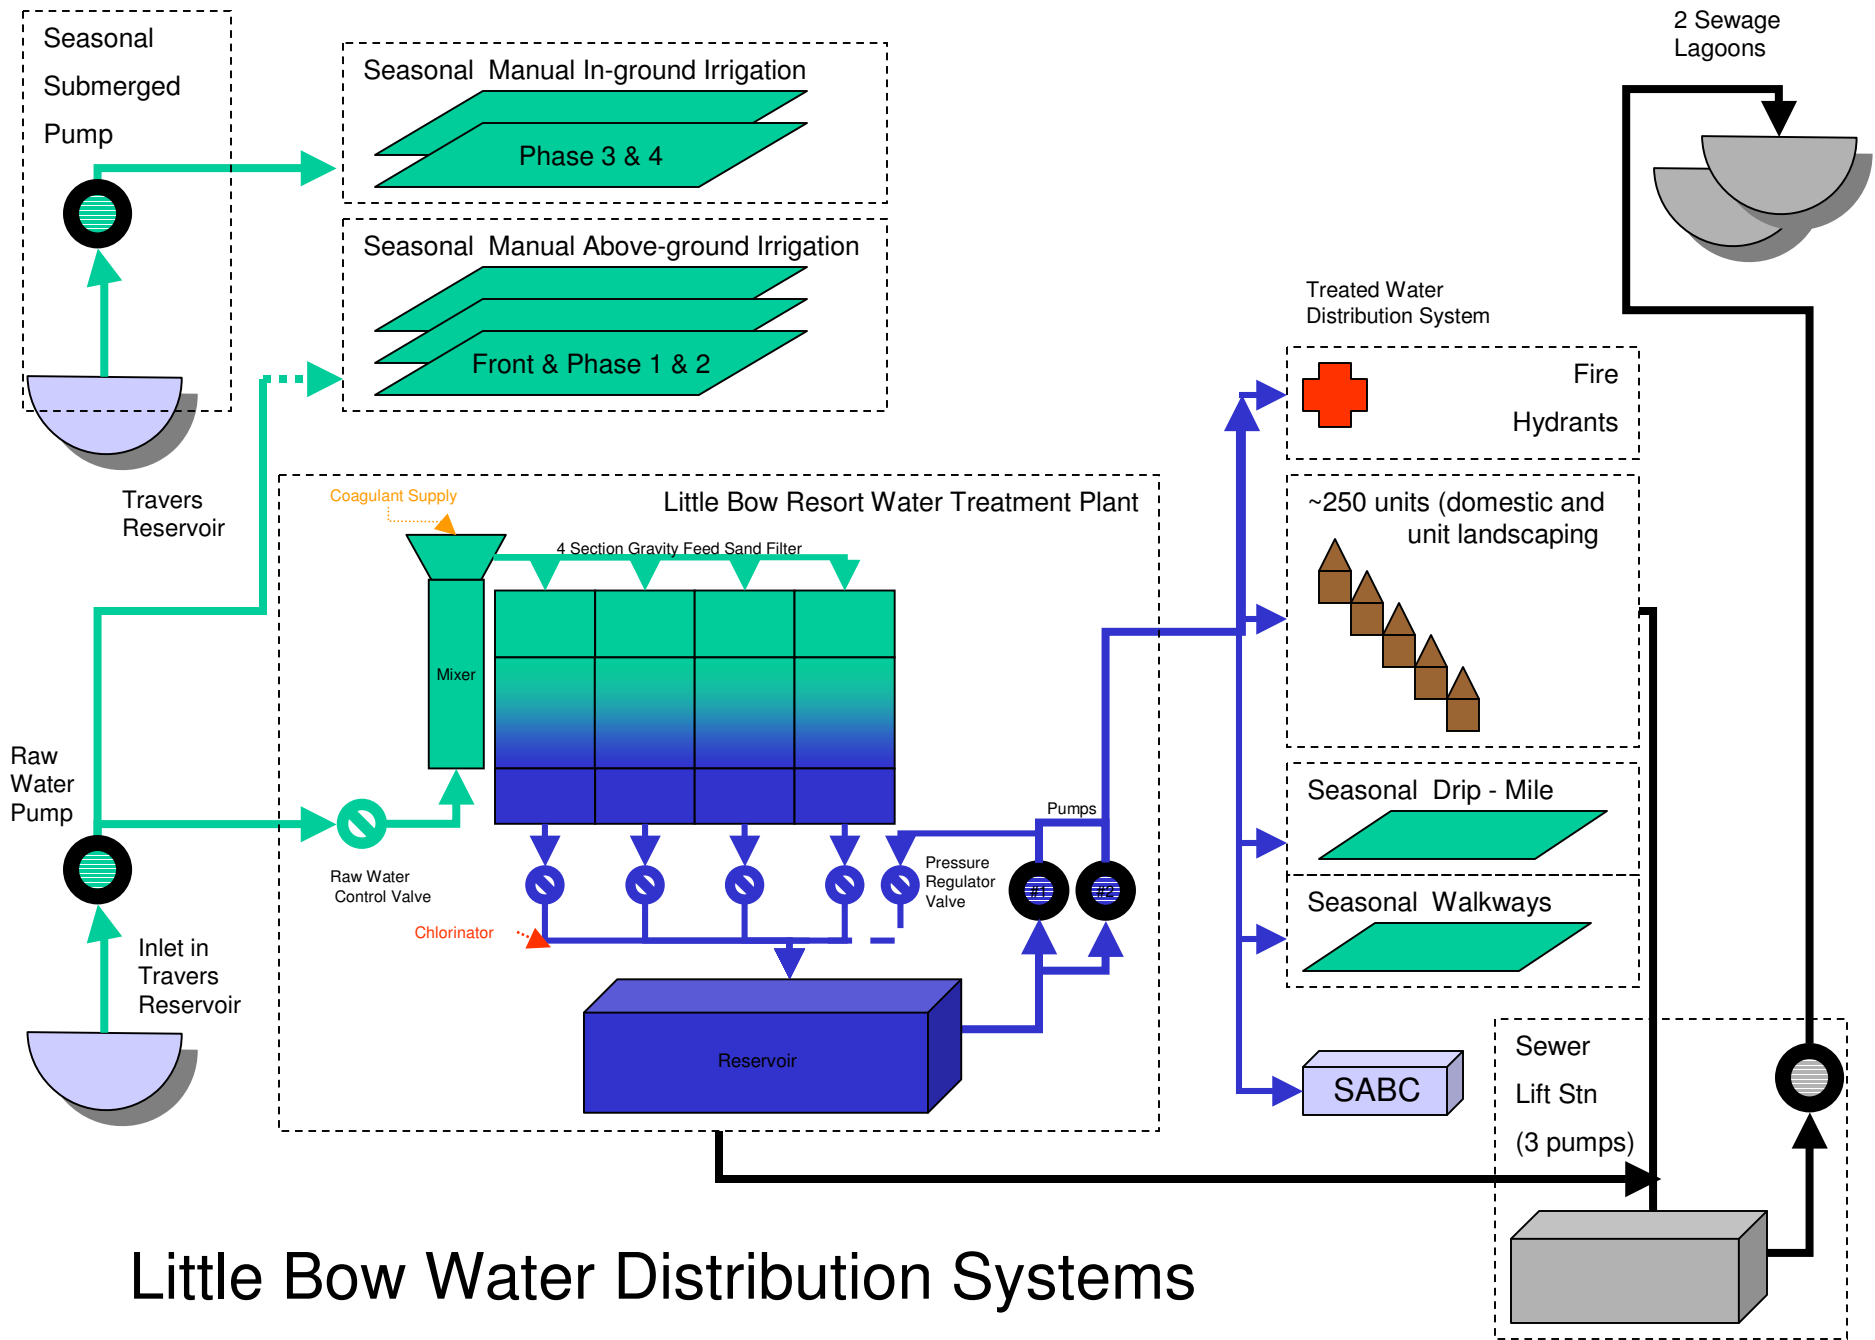 Seasonal
Submerged
Pump
Seasonal Manual In-ground Irrigation
Phase 3 & 4
Seasonal Manual Above-ground Irrigation
Front & Phase 1 & 2
2 Sewage
Lagoons
Travers
Reservoir
Treated Water
Distribution System
Fire
Hydrants
Coagulant Supply
Little Bow Resort Water Treatment Plant
4 Section Gravity Feed Sand Filter
Mixer
~250 units (domestic and
unit landscaping
Raw
Water
Pump
Raw Water
Control Valve
Chlorinator
Pumps
Pressure
Regulator
Valve
#1
#2
Seasonal Drip - Mile
Seasonal Walkways
Inlet in
Travers
Reservoir
Reservoir
SABC
Sewer
Lift Stn
(3 pumps)
Little Bow Water Distribution Systems